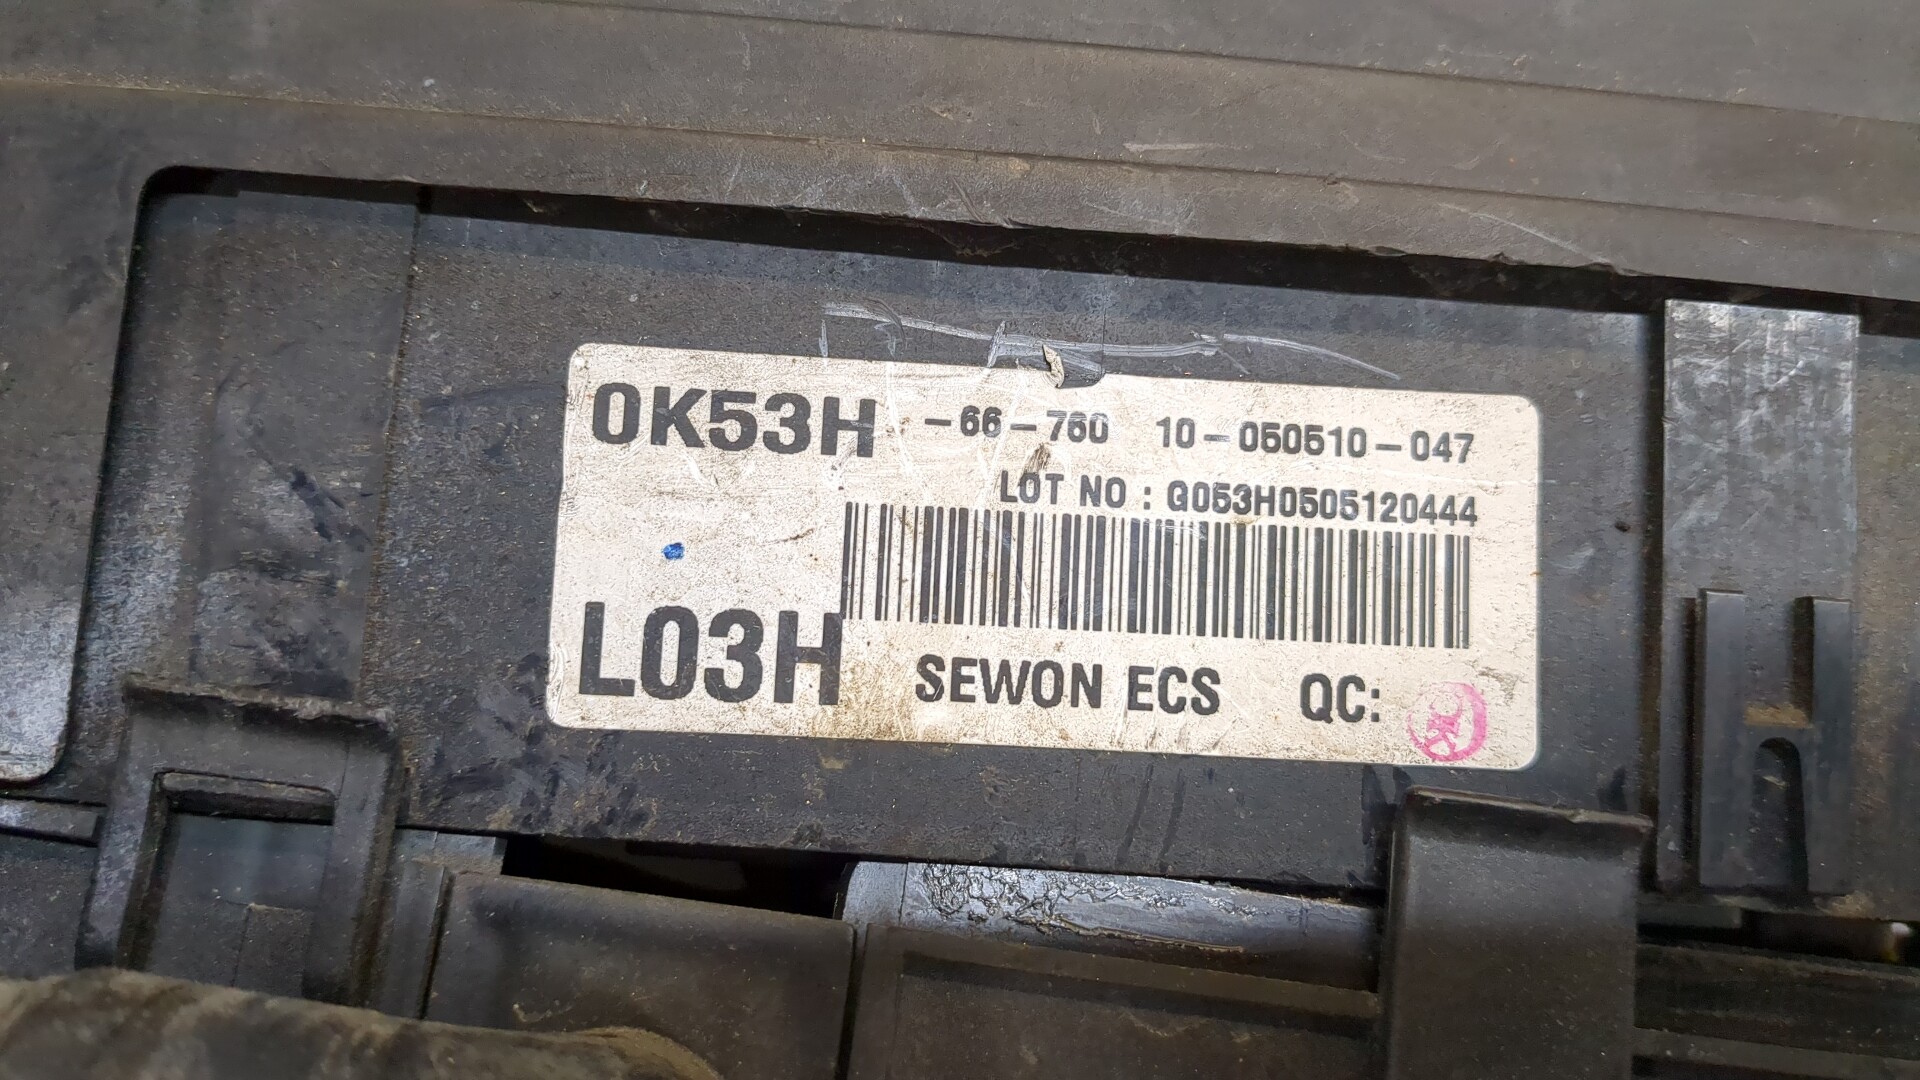 0K53H -66-760 10-050510-047
LOT NO : G053H0505120444
L03H SEWON ECS QC: